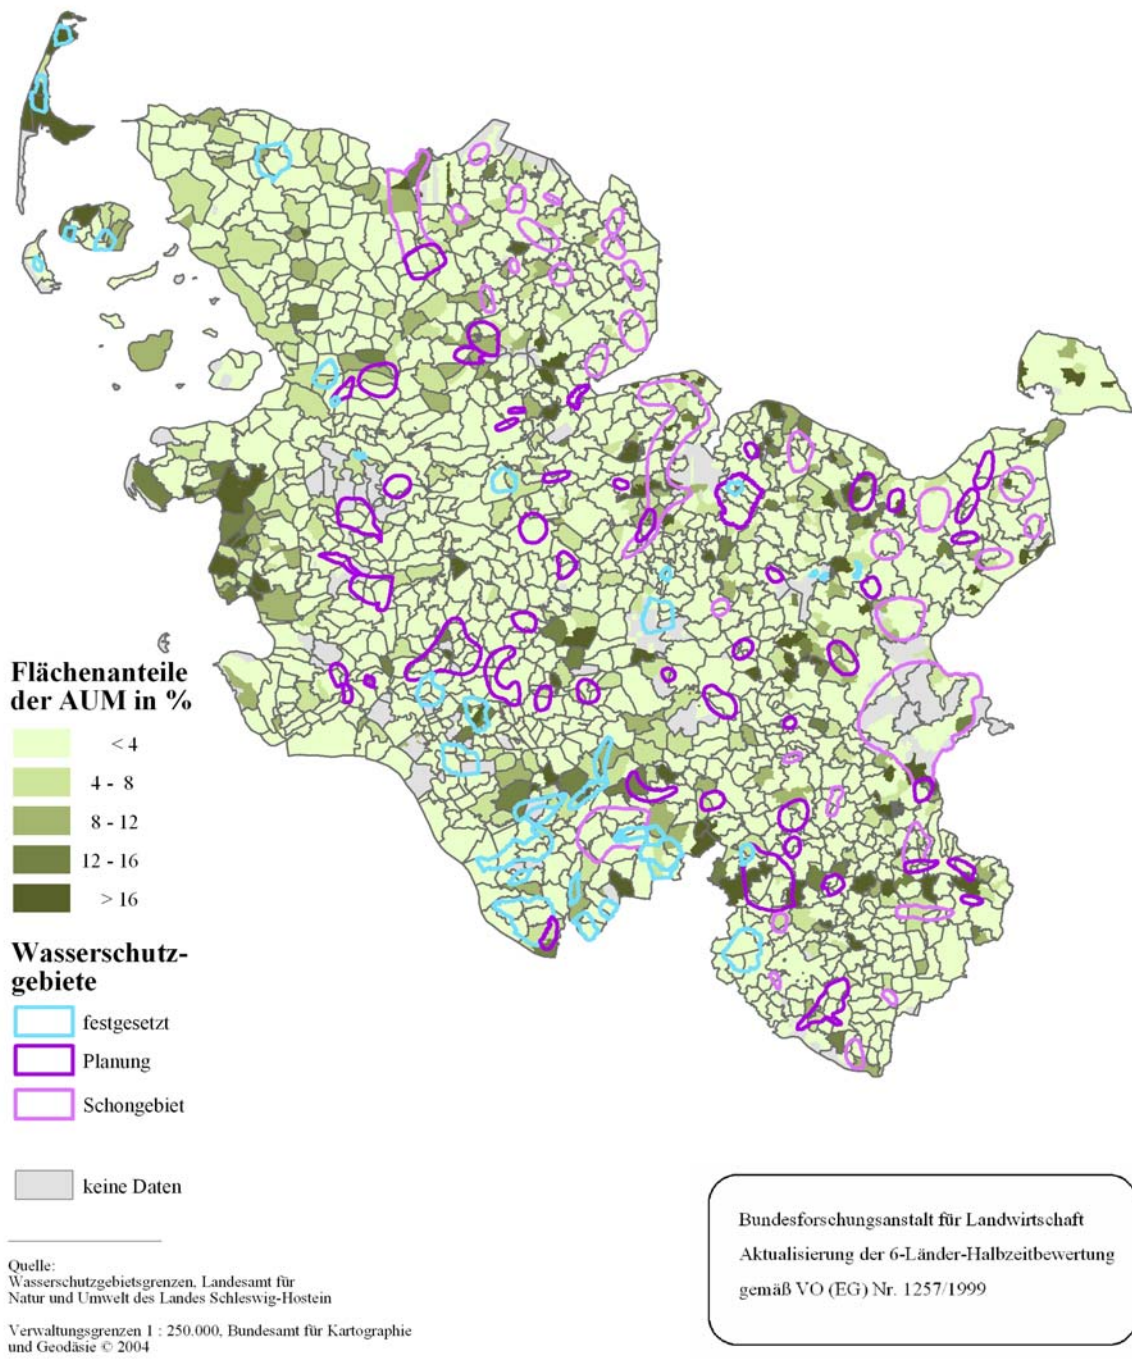 Flächenanteile
der AUM in %
< 4
4 - 8
8 - 12
12 - 16
> 16
Wasserschutz-
gebiete
festgesetzt
Planung
Schongebiet
keine Daten
Quelle:
Wasserschutzgebietsgrenzen, Landesamt für
Natur und Umwelt des Landes Schleswig-Hostein
Verwaltungsgrenzen 1 : 250.000, Bundesamt für Kartographie
und Geodäsie © 2004
Bundesforschungsanstalt für Landwirtschaft
Aktualisierung der 6-Länder-Halbzeitbewertung
gemäß VO (EG) Nr. 1257/1999